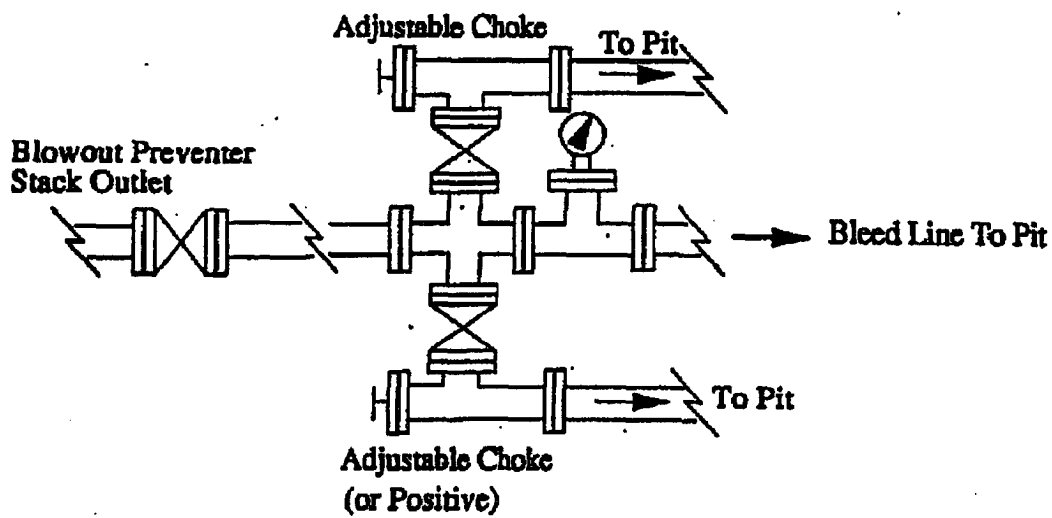 Adjustable Choke
To Pit
Blowout Preventer
Stack Outlet
Bleed Line To Pit
To Pit
Adjustable Choke
(or Positive)